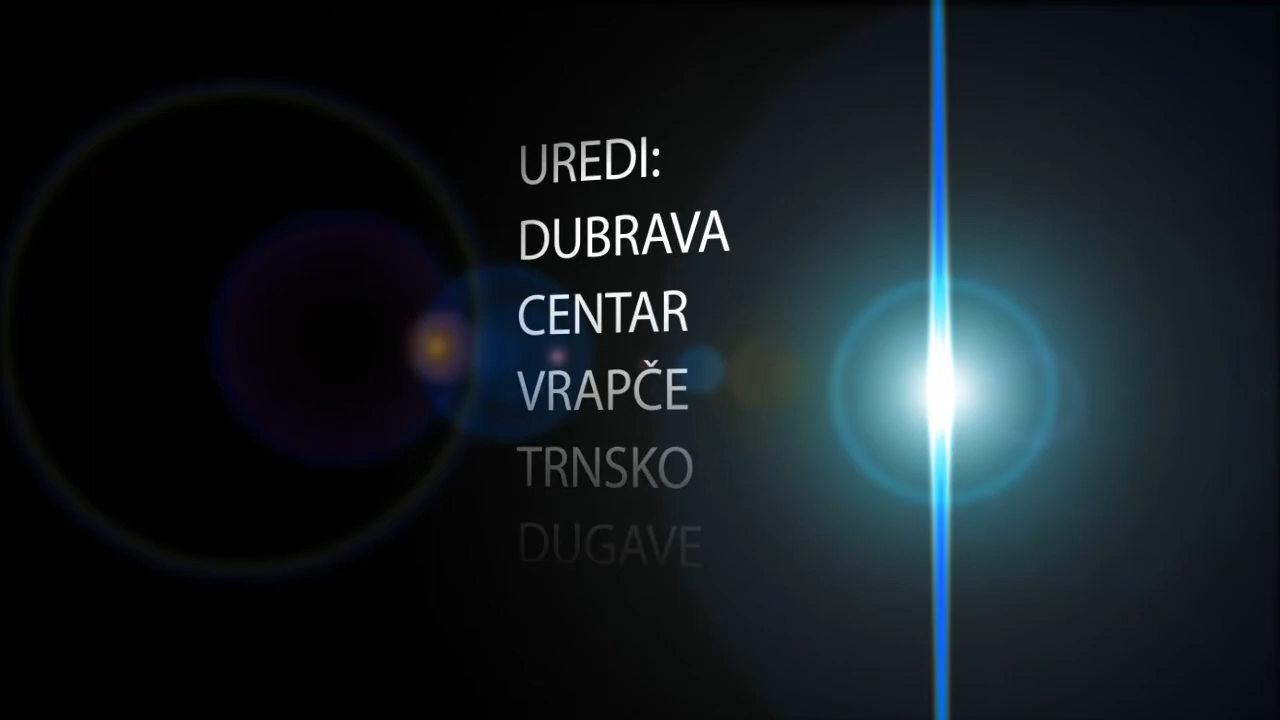 UREDI:
DUBRAVA
CENTAR
VRAPČE
TRNSKO
DUGAVE